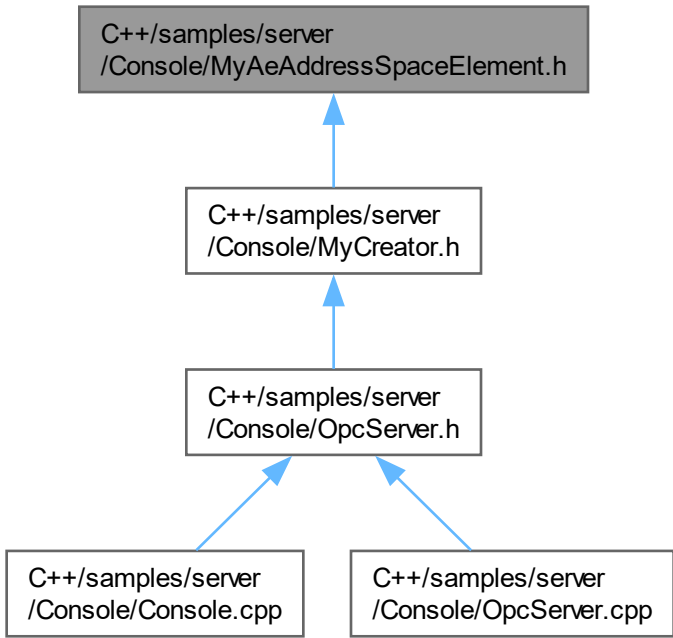 C++/samples/server
/Console/MyAeAddressSpaceElement.h
C++/samples/server
/Console/MyCreator.h
C++/samples/server
/Console/OpcServer.h
C++/samples/server
/Console/Console.cpp
C++/samples/server
/Console/OpcServer.cpp